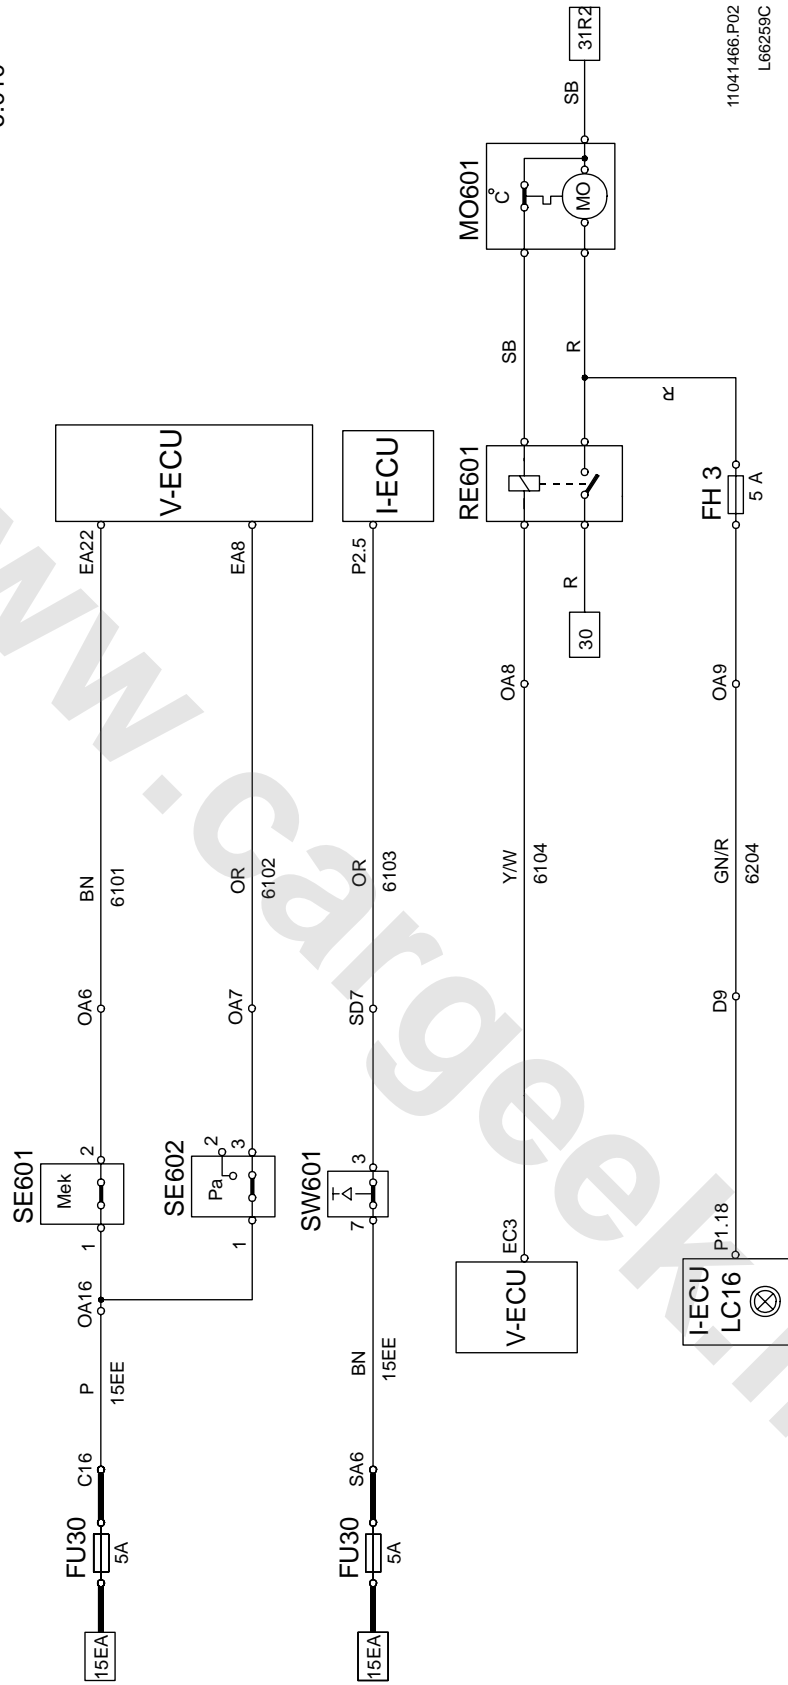 15EA
FU30
5A
C16
P
15EE
OA16
1
SE601
Mek
2
OA6
BN
6101
EA22
V-ECU
1
SE602
Pa
2
3
OA7
OR
6102
EA8
15EA
FU30
5A
SA6
BN
15EE
7
SW601
3
SD7
OR
6103
P2.5
I-ECU
V-ECU
EC3
Y/W
6104
OA8
30
R
RE601
SB
R
R
MO601
°C
MO
SB
31R2
I-ECU
LC16
P1.18
D9
GN/R
6204
OA9
FH 3
5 A
11041466.P02
L66259C
www.cargeek.